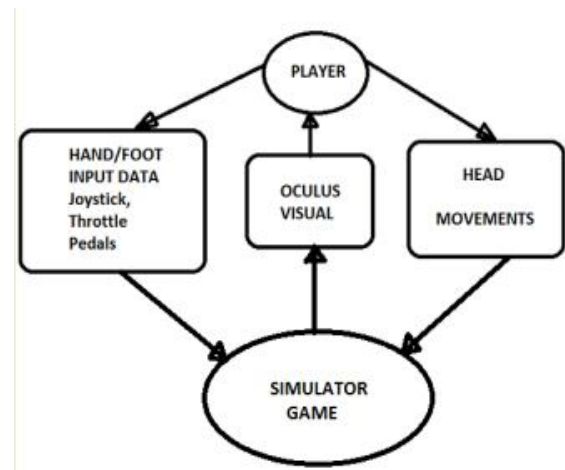 PLAYER
HAND/FOOT
INPUT DATA
Joystick,
Throttle
Pedals
OCULUS
VISUAL
HEAD
MOVEMENTS
SIMULATOR
GAME